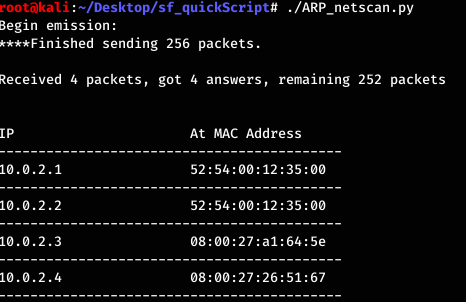 root@kali:~/Desktop/sf_quickScript# ./ARP_netscan.py
Begin emission:
****Finished sending 256 packets.
Received 4 packets, got 4 answers, remaining 252 packets
IP At MAC Address
-------------------------------------------
10.0.2.1 52:54:00:12:35:00
-------------------------------------------
10.0.2.2 52:54:00:12:35:00
-------------------------------------------
10.0.2.3 08:00:27:a1:64:5e
-------------------------------------------
10.0.2.4 08:00:27:26:51:67
-------------------------------------------